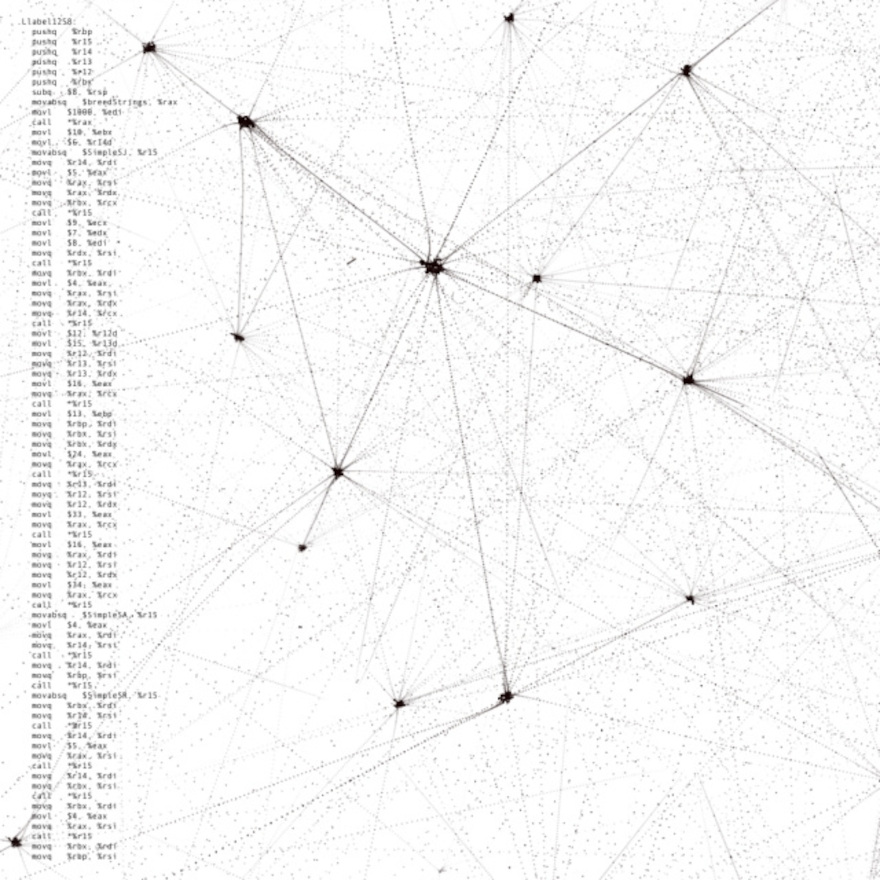 .Llabel1258:
pushq %rbp
pushq %r15
pushq %r14
pushq %r13
pushq %r12
pushq %rbx
subq $8, %rsp
movabsq $breedStrings, %rax
movl $1000, %edi
call *%rax
movl $10, %ebx
movl $6, %r14d
movabsq $SimpleSJ, %r15
movq %r14, %rdi
movl $5, %eax
movq %rax, %rsi
movq %rax, %rdx
movq %rbx, %rcx
call *%r15
movl $9, %ecx
movl $7, %edx
movl $8, %edi
movq %rdx, %rsi
call *%r15
movq %rbx, %rdi
movl $4, %eax
movq %rax, %rsi
movq %rax, %rdx
movq %r14, %rcx
call *%r15
movl $12, %r12d
movl $15, %r13d
movq %r12, %rdi
movq %r13, %rsi
movq %r13, %rdx
movl $16, %eax
movq %rax, %rcx
call *%r15
movl $13, %ebp
movq %rbp, %rdi
movq %rbx, %rsi
movq %rbx, %rdx
movl $24, %eax
movq %rax, %rcx
call *%r15
movq %r13, %rdi
movq %r12, %rsi
movq %r12, %rdx
movl $33, %eax
movq %rax, %rcx
call *%r15
movl $16, %eax
movq %rax, %rdi
movq %r12, %rsi
movq %r12, %rdx
movl $34, %eax
movq %rax, %rcx
call *%r15
movabsq $SimpleSA, %r15
movl $4, %eax
movq %rax, %rdi
movq %r14, %rsi
call *%r15
movq %r14, %rdi
movq %rbp, %rsi
call *%r15
movabsq $SimpleSR, %r15
movq %rbx, %rdi
movq %r14, %rsi
call *%r15
movq %r14, %rdi
movl $5, %eax
movq %rax, %rsi
call *%r15
movq %r14, %rdi
movq %rbx, %rsi
call *%r15
movq %rbx, %rdi
movl $4, %eax
movq %rax, %rsi
call *%r15
movq %rbx, %rdi
movq %rbp, %rsi